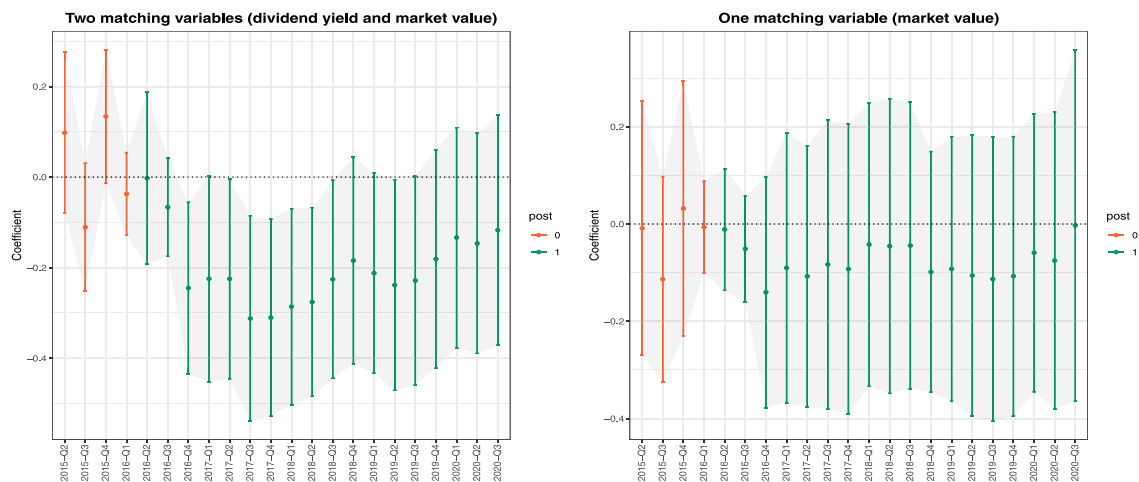 Two matching variables (dividend yield and market value)
0.2
0.0
−0.2
−0.4
Coefficient
2015-Q2
2015-Q3
2015-Q4
2016-Q1
2016-Q2
2016-Q3
2016-Q4
2017-Q1
2017-Q2
2017-Q3
2017-Q4
2018-Q1
2018-Q2
2018-Q3
2018-Q4
2019-Q1
2019-Q2
2019-Q3
2019-Q4
2020-Q1
2020-Q2
2020-Q3
post
0
1
One matching variable (market value)
0.2
0.0
−0.2
−0.4
Coefficient
2015-Q2
2015-Q3
2015-Q4
2016-Q1
2016-Q2
2016-Q3
2016-Q4
2017-Q1
2017-Q2
2017-Q3
2017-Q4
2018-Q1
2018-Q2
2018-Q3
2018-Q4
2019-Q1
2019-Q2
2019-Q3
2019-Q4
2020-Q1
2020-Q2
2020-Q3
post
0
1